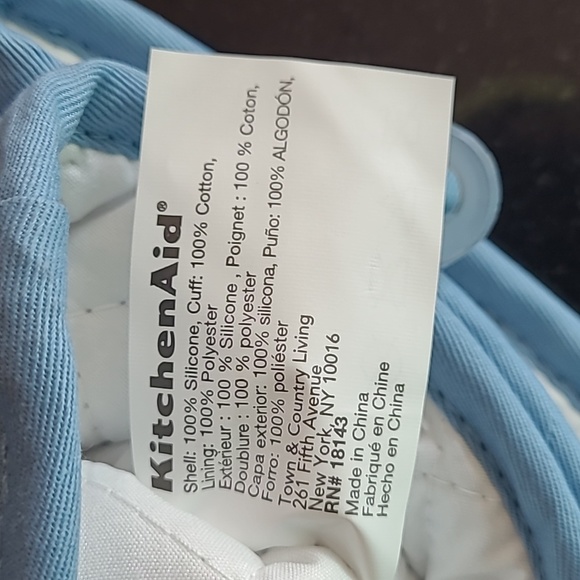 KitchenAid®
Shell: 100% Silicone, Cuff: 100% Cotton,
Lining: 100% Polyester
Extérieur : 100 % Silicone , Poignet : 100 % Coton,
Doublure : 100 % polyester
Capa exterior: 100% silicona, Puño: 100% ALGODÓN,
Forro: 100% poliéster
Town & Country Living
261 Fifth Avenue
New York, NY 10016
RN# 18143
Made in China
Fabriqué en Chine
Hecho en China